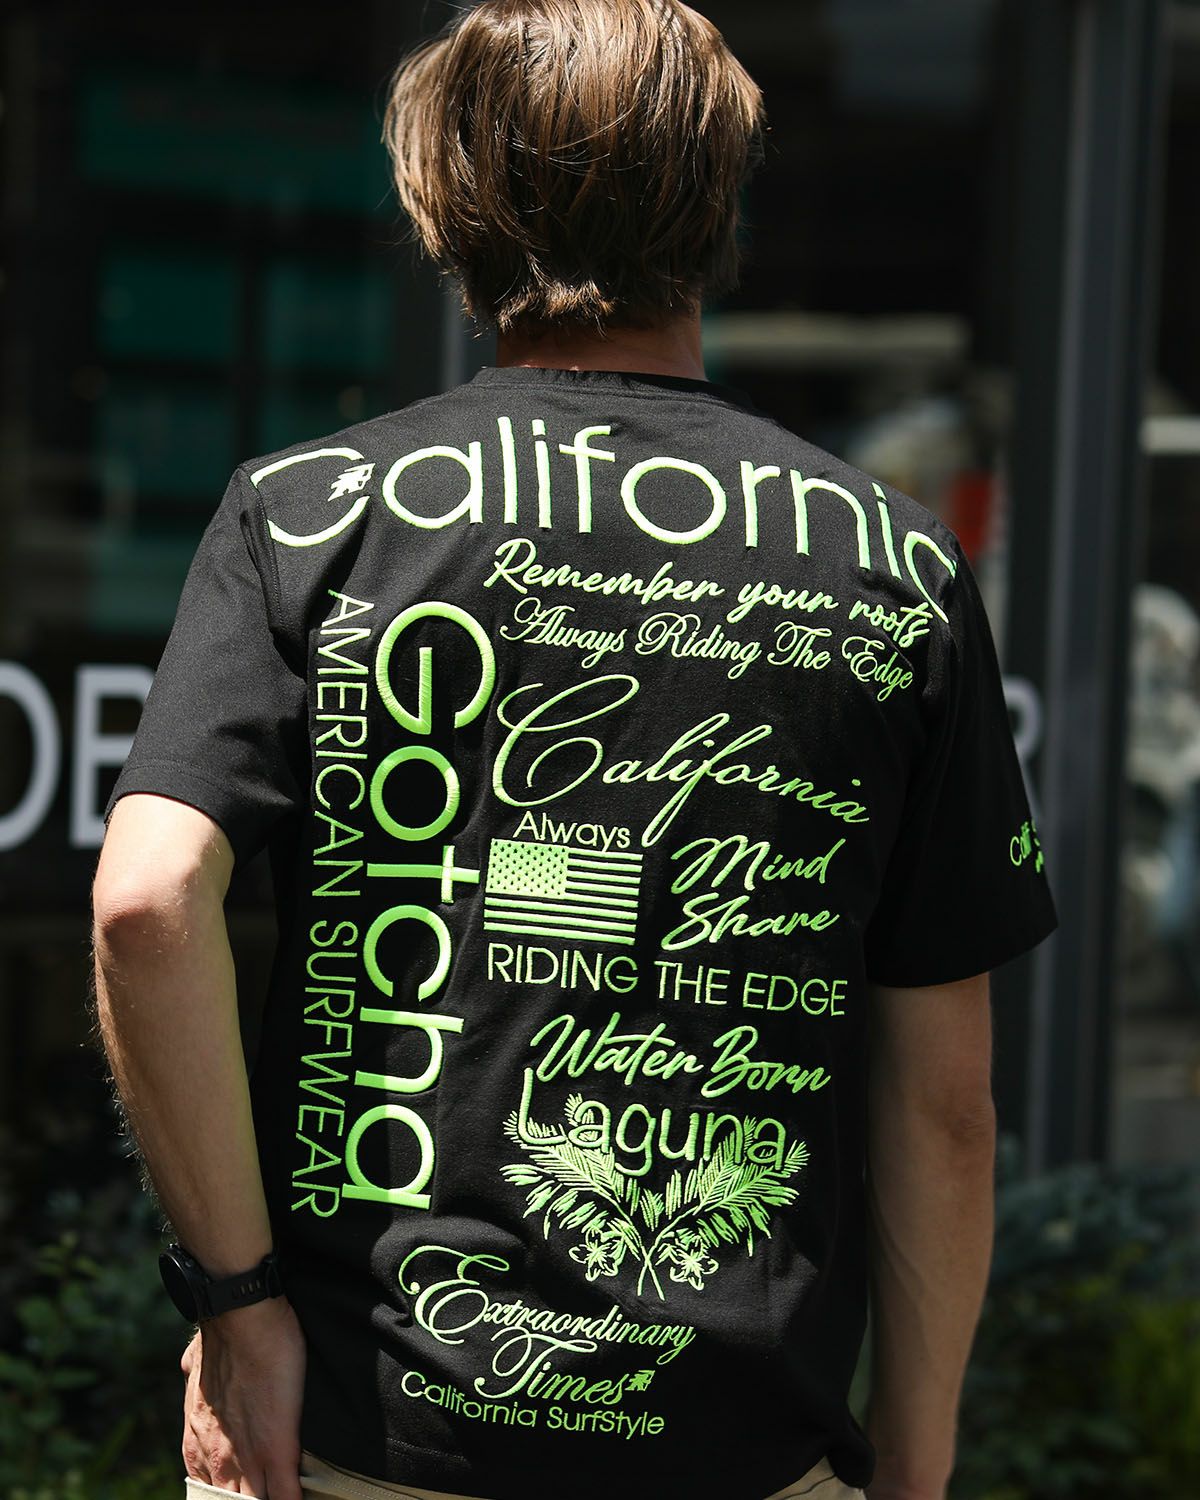 California
Remember your roots
Always Riding The Edge
Gotcha
AMERICAN SURFWEAR
California
Always
Mind
Share
RIDING THE EDGE
Water Born
Laguna
Extraordinary
Times
California SurfStyle